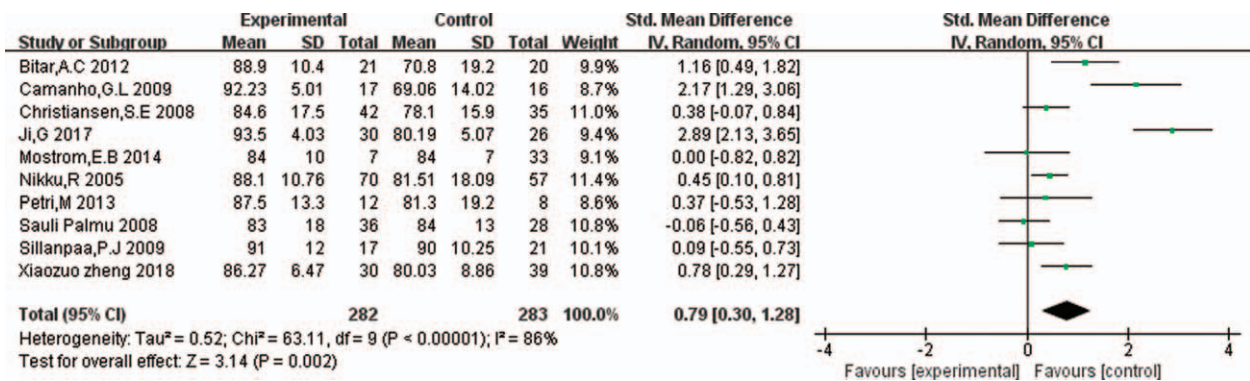 Experimental Control Std. Mean Difference Std. Mean Difference
Study or Subgroup Mean SD Total Mean SD Total Weight IV, Random, 95% CI IV, Random, 95% CI
Bitar,A.C 2012 88.9 10.4 21 70.8 19.2 20 9.9% 1.16 [0.49, 1.82]
Camanho,G.L 2009 92.23 5.01 17 69.06 14.02 16 8.7% 2.17 [1.29, 3.06]
Christiansen,S.E 2008 84.6 17.5 42 78.1 15.9 35 11.0% 0.38 [-0.07, 0.84]
Ji,G 2017 93.5 4.03 30 80.19 5.07 26 9.4% 2.89 [2.13, 3.65]
Mostrom,E.B 2014 84 10 7 84 7 33 9.1% 0.00 [-0.82, 0.82]
Nikku,R 2005 88.1 10.76 70 81.51 18.09 57 11.4% 0.45 [0.10, 0.81]
Petri,M 2013 87.5 13.3 12 81.3 19.2 8 8.6% 0.37 [-0.53, 1.28]
Sauli Palmu 2008 83 18 36 84 13 28 10.8% -0.06 [-0.56, 0.43]
Sillanpaa,P.J 2009 91 12 17 90 10.25 21 10.1% 0.09 [-0.55, 0.73]
Xiaozuo zheng 2018 86.27 6.47 30 80.03 8.86 39 10.8% 0.78 [0.29, 1.27]
Total (95% CI) 282 283 100.0% 0.79 [0.30, 1.28]
Heterogeneity: Tau² = 0.52; Chi² = 63.11, df = 9 (P < 0.00001); I² = 86%
Test for overall effect: Z = 3.14 (P = 0.002)
-4 -2 0 2 4
Favours [experimental] Favours [control]